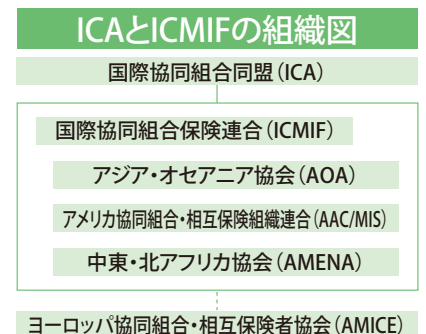 ICAとICMIFの組織図
国際協同組合同盟(ICA)
国際協同組合保険連合(ICMIF)
アジア・オセアニア協会(AOA)
アメリカ協同組合・相互保険組織連合(AAC/MIS)
中東・北アフリカ協会(AMENA)
ヨーロッパ協同組合・相互保険者協会(AMICE)